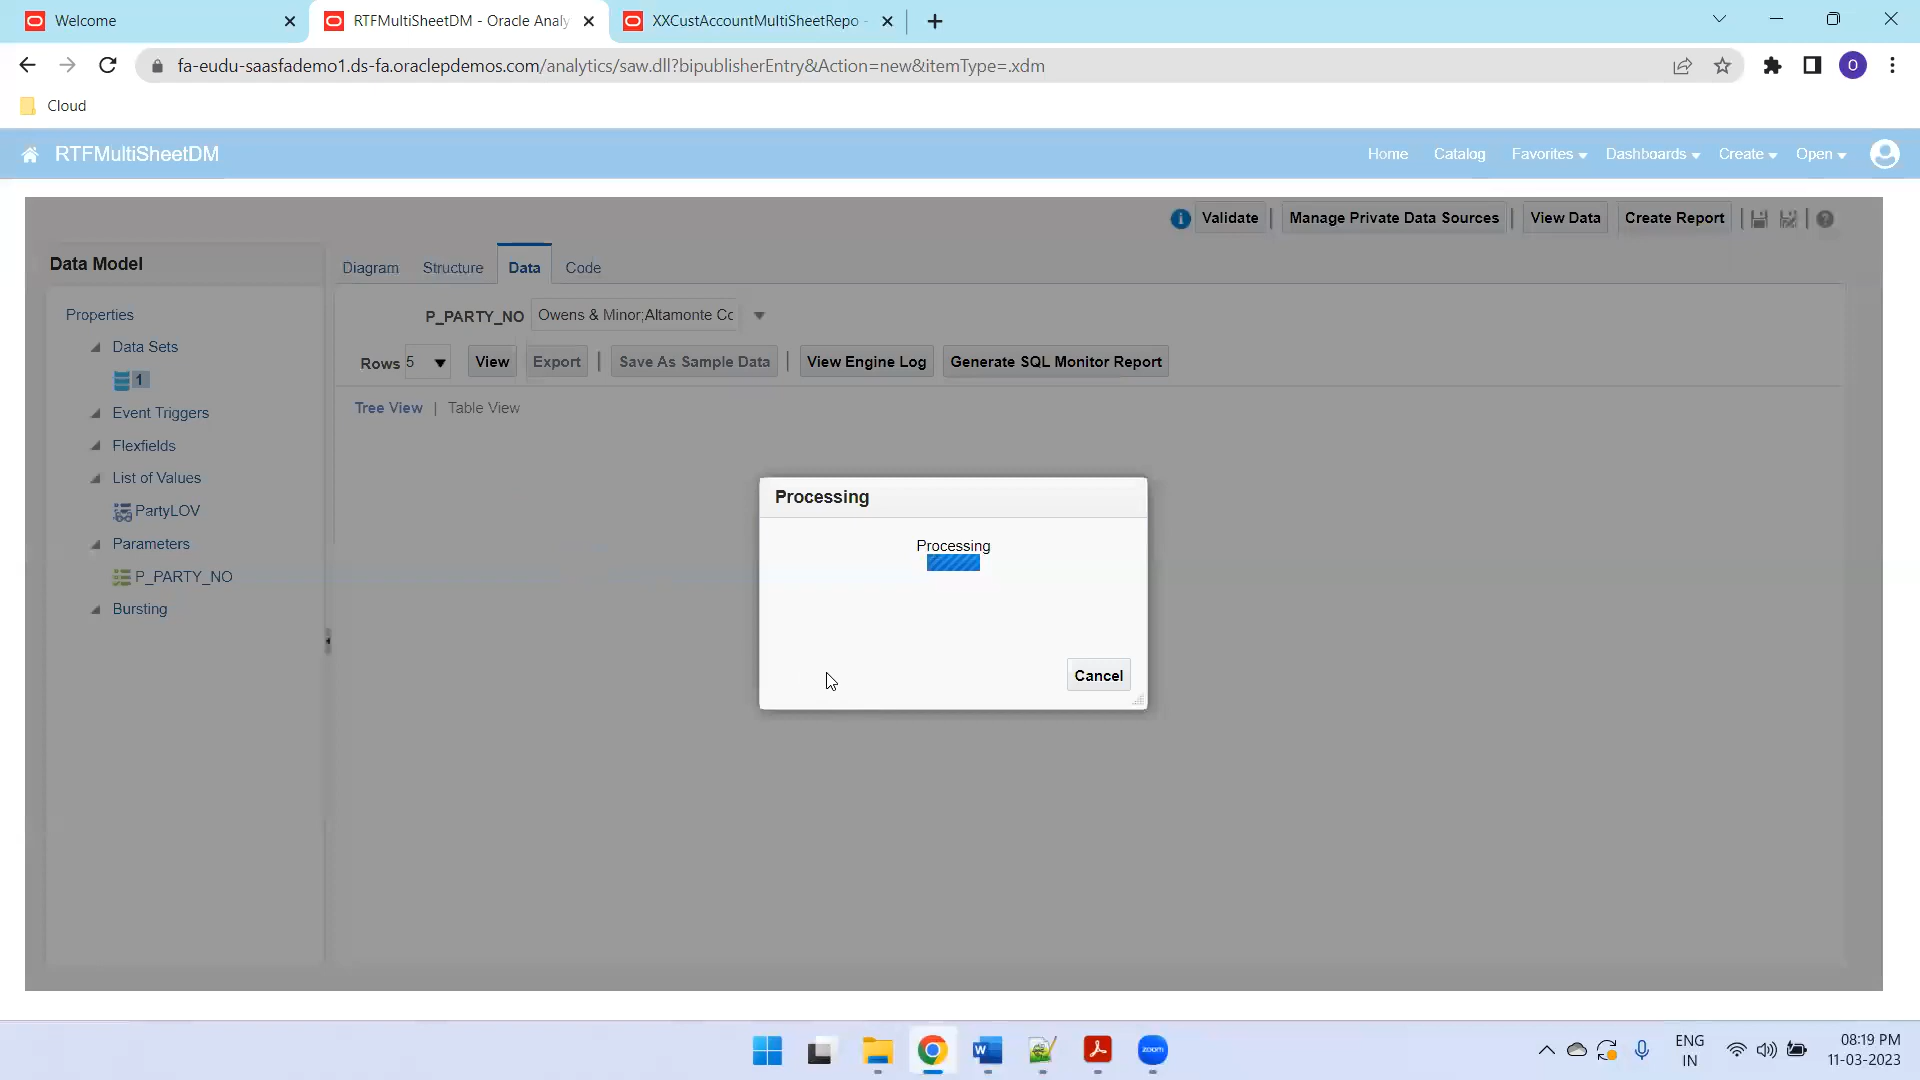 Welcome
RTFMultiSheetDM - Oracle Analy
XXCustAccountMultiSheetRepo -
fa-eudu-saasfademo1.ds-fa.oraclepdemos.com/analytics/saw.dll?bipublisherEntry&Action=new&itemType=.xdm
O
Cloud
RTFMultiSheetDM
Home
Catalog
Favorites
Dashboards
Create
Open
Validate
Manage Private Data Sources
View Data
Create Report
Data Model
Diagram
Structure
Data
Code
Properties
P_PARTY_NO
Owens & Minor;Altamonte Cc
Data Sets
1
Rows
5
View
Export
Save As Sample Data
View Engine Log
Generate SQL Monitor Report
Event Triggers
Tree View | Table View
Flexfields
List of Values
PartyLOV
Parameters
P_PARTY_NO
Bursting
Processing
Processing
Cancel
zoom
ENG
IN
08:19 PM
11-03-2023